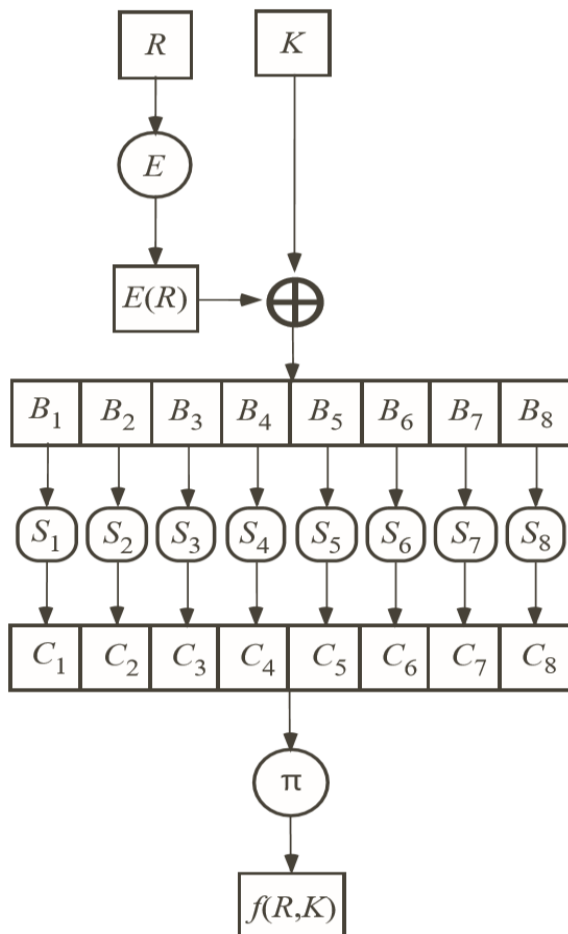 R K
E
E(R)
B₁ B₂ B₃ B₄ B₅ B₆ B₇ B₈
S₁ S₂ S₃ S₄ S₅ S₆ S₇ S₈
C₁ C₂ C₃ C₄ C₅ C₆ C₇ C₈
π
f(R,K)